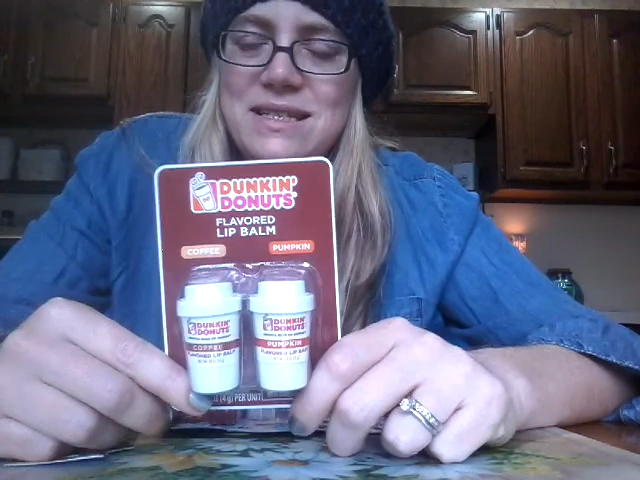 DUNKIN'
DONUTS
FLAVORED
LIP BALM
COFFEE
PUMPKIN
DUNKIN'
DONUTS
COFFEE
FLAVORED LIP BALM
DUNKIN'
DONUTS
PUMPKIN
FLAVORED LIP BALM
(4g) PER UNIT